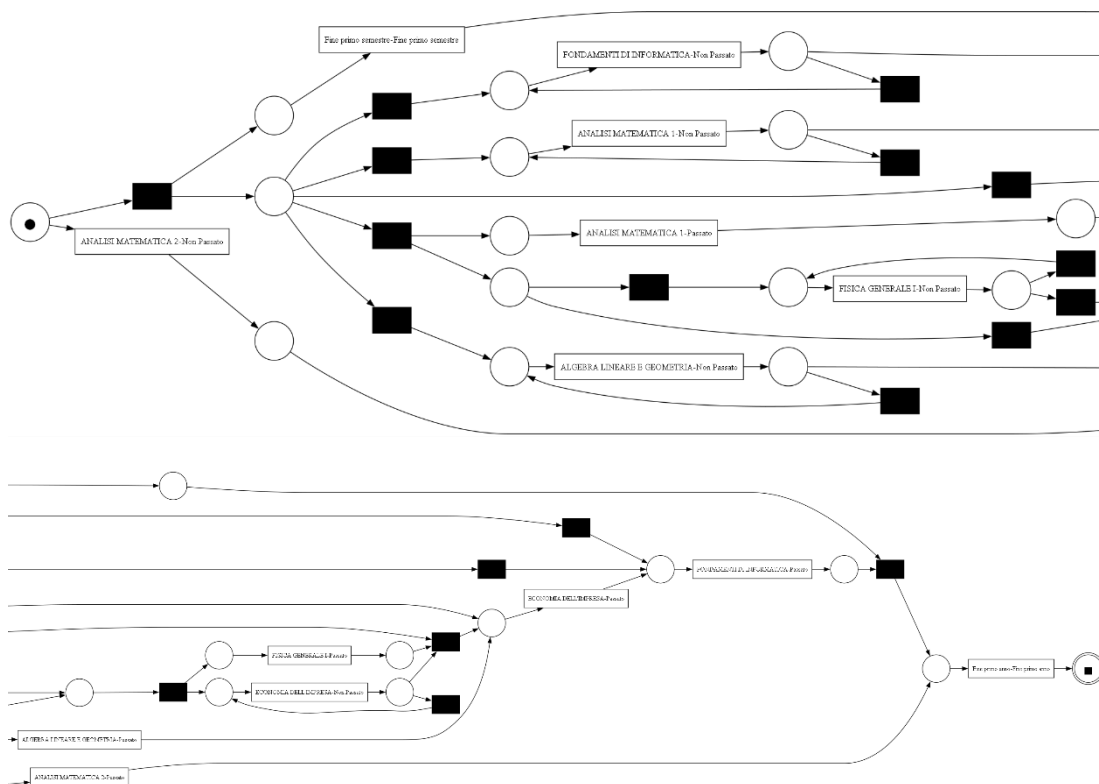 Fine primo semestre-Fine primo semestre
FONDAMENTI DI INFORMATICA-Non Passato
ANALISI MATEMATICA 1-Non Passato
ANALISI MATEMATICA 2-Non Passato
ANALISI MATEMATICA 1-Passato
FISICA GENERALE I-Non Passato
ALGEBRA LINEARE E GEOMETRIA-Non Passato
FONDAMENTI DI INFORMATICA-Passato
ECONOMIA DELL'IMPRESA-Passato
FISICA GENERALE I-Passato
ECONOMIA DELL'IMPRESA-Non Passato
Fine primo anno-Fine primo anno
ALGEBRA LINEARE E GEOMETRIA-Passato
ANALISI MATEMATICA 2-Passato